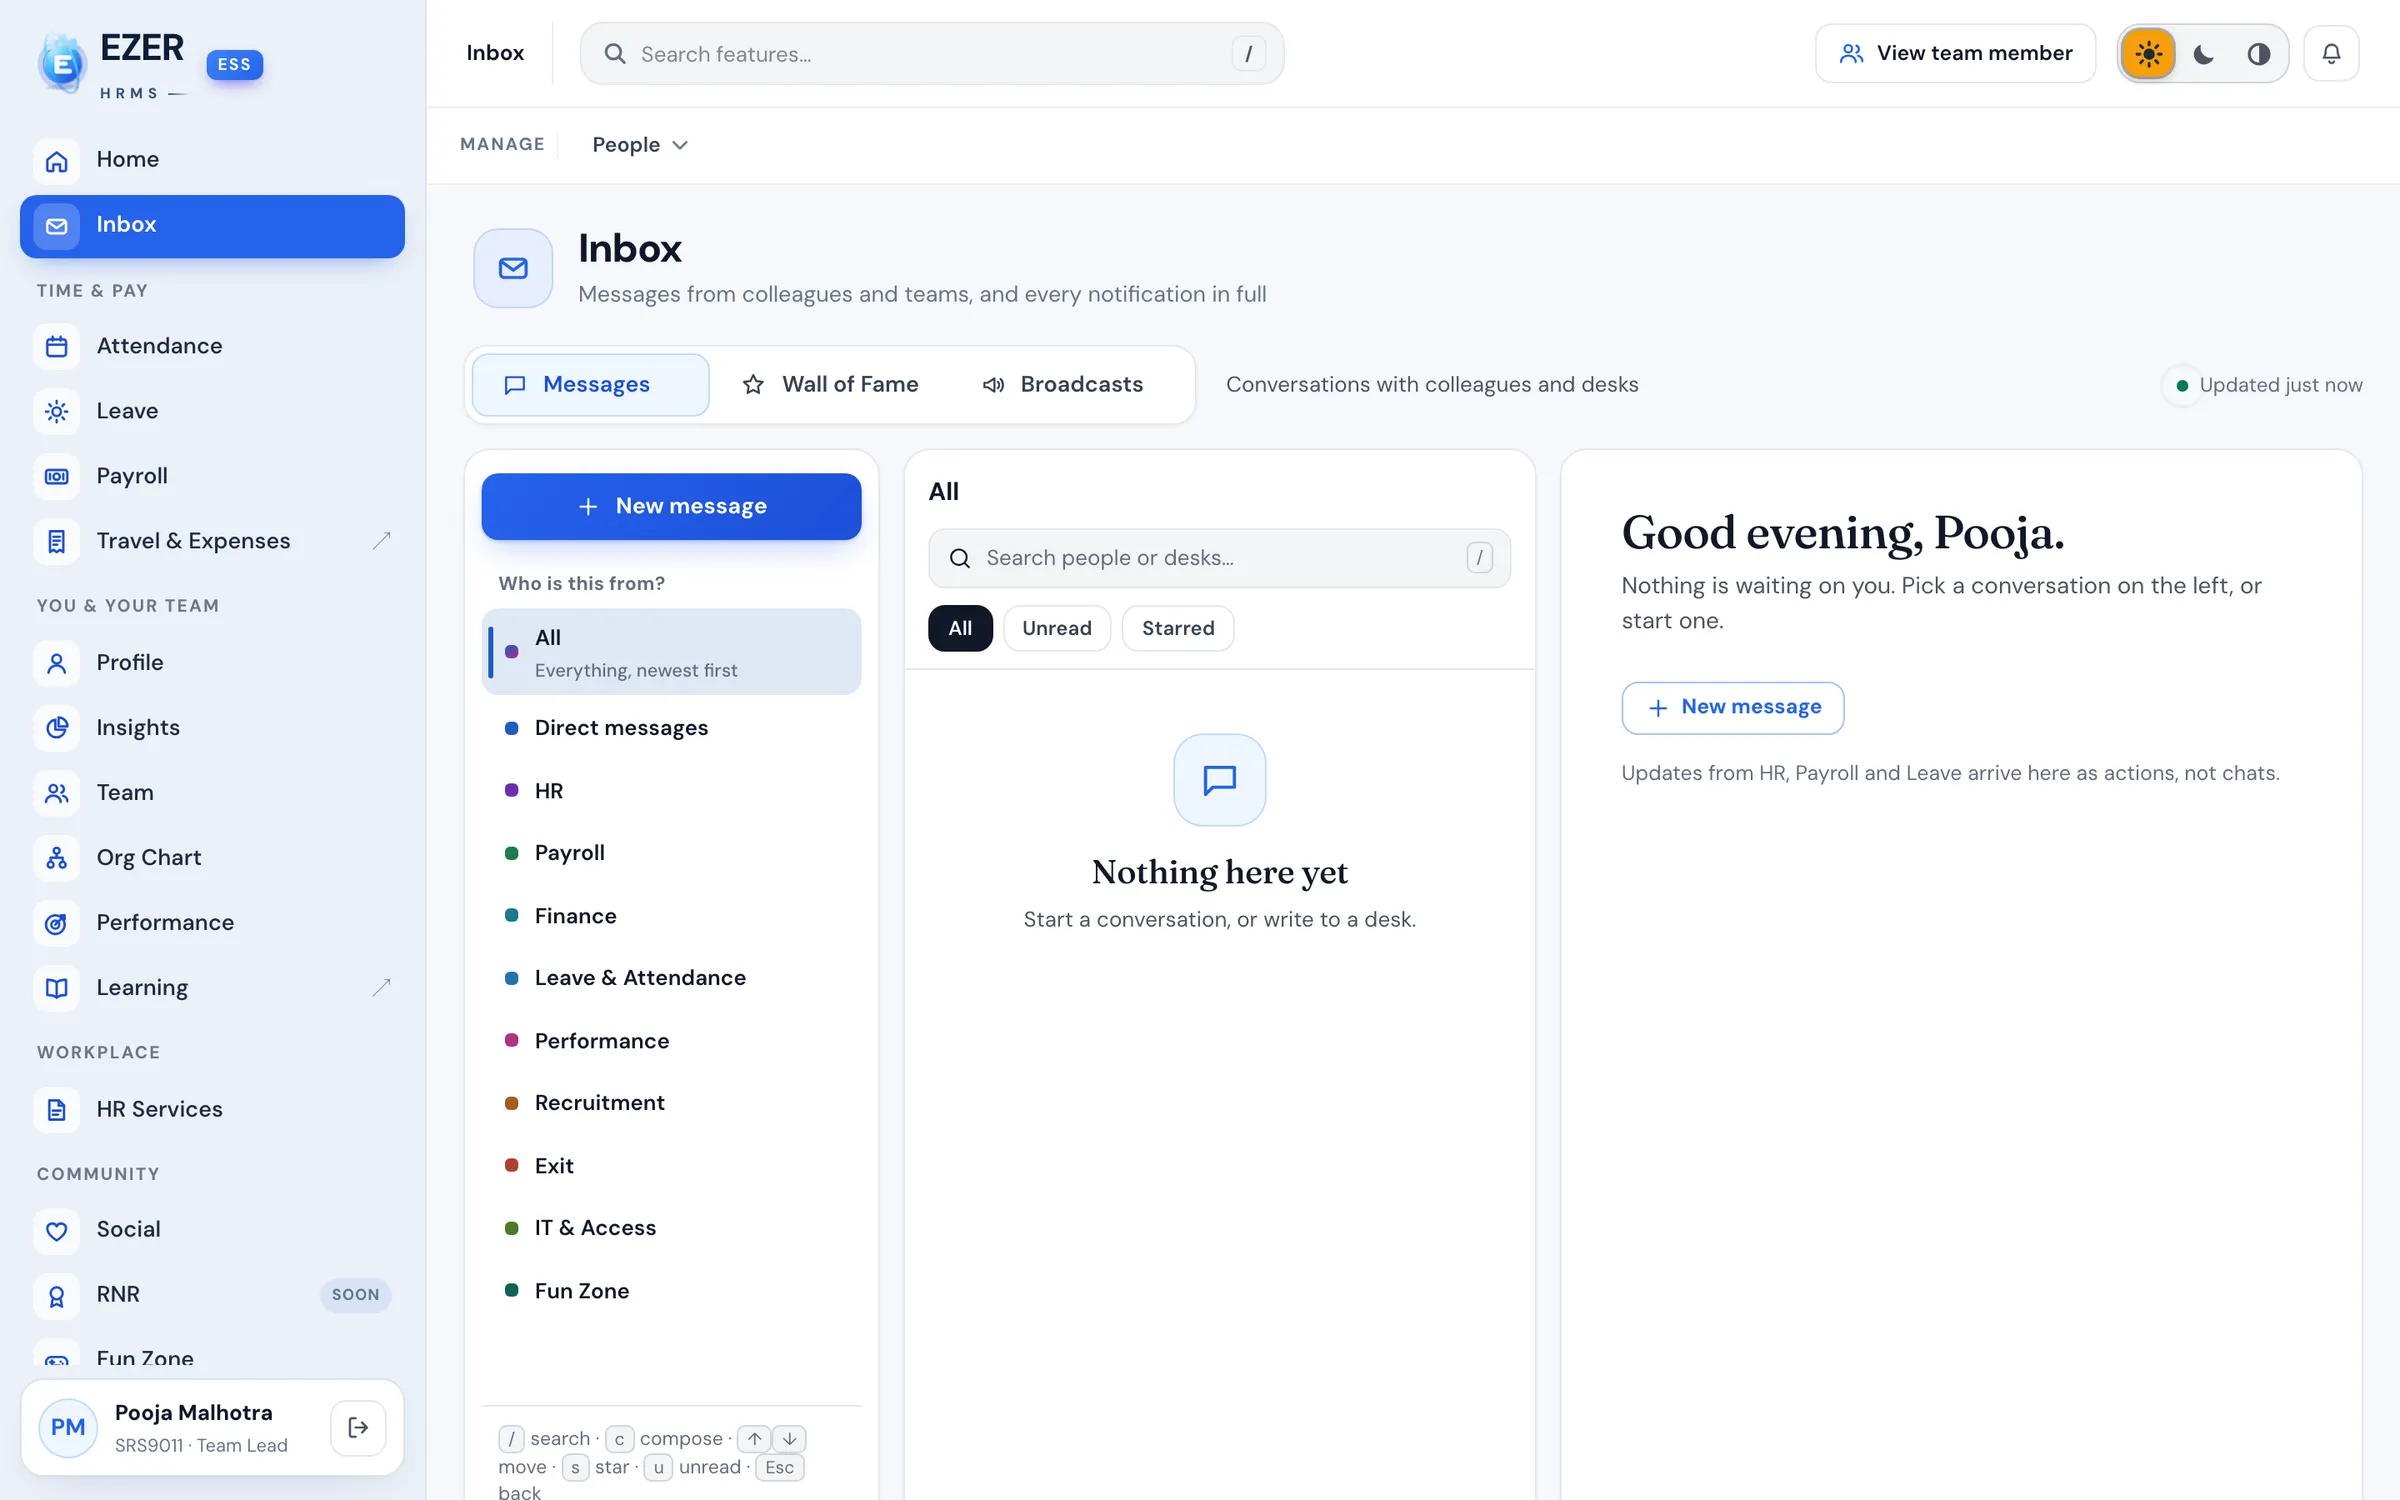 EZER
HRMS
ESS
Home
Inbox
TIME & PAY
Attendance
Leave
Payroll
Travel & Expenses
YOU & YOUR TEAM
Profile
Insights
Team
Org Chart
Performance
Learning
WORKPLACE
HR Services
COMMUNITY
Social
RNR SOON
Fun Zone
PM
Pooja Malhotra
SRS9011 · Team Lead
Inbox
Search features... /
View team member
MANAGE People
Inbox
Messages from colleagues and teams, and every notification in full
Messages Wall of Fame Broadcasts Conversations with colleagues and desks Updated just now
+ New message
Who is this from?
All
Everything, newest first
Direct messages
HR
Payroll
Finance
Leave & Attendance
Performance
Recruitment
Exit
IT & Access
Fun Zone
/ search · c compose · ↑ ↓
move · s star · u unread · Esc
back
All
Search people or desks... /
All Unread Starred
Nothing here yet
Start a conversation, or write to a desk.
Good evening, Pooja.
Nothing is waiting on you. Pick a conversation on the left, or
start one.
+ New message
Updates from HR, Payroll and Leave arrive here as actions, not chats.